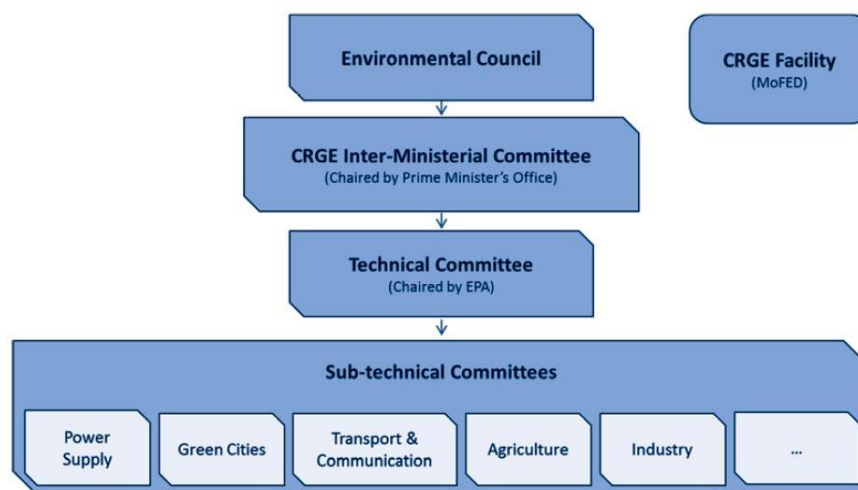 Environmental Council
CRGE Facility
(MoFED)
CRGE Inter-Ministerial Committee
(Chaired by Prime Minister's Office)
Technical Committee
(Chaired by EPA)
Sub-technical Committees
Power
Supply
Green Cities
Transport &
Communication
Agriculture
Industry
...